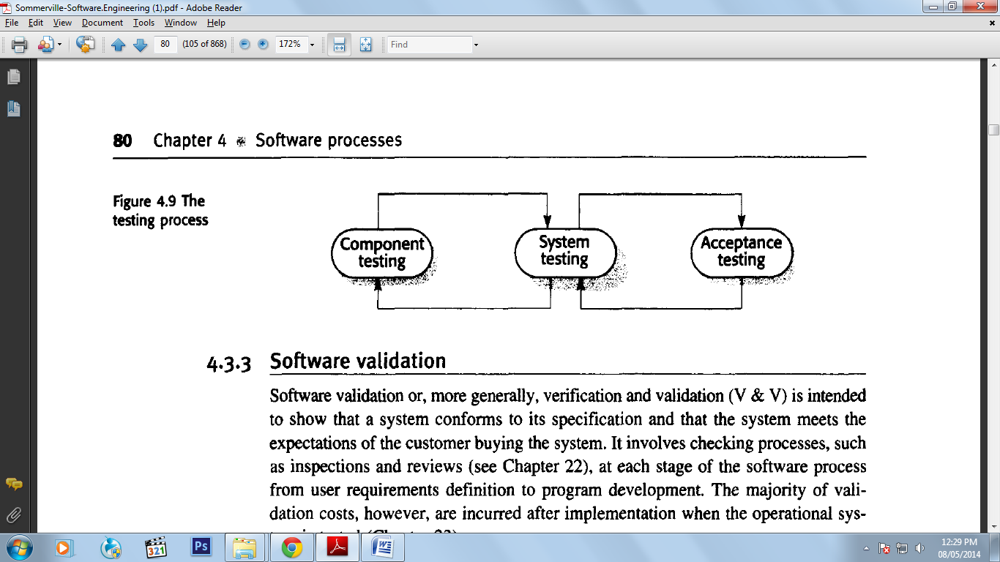 Sommerville-Software.Engineering (1).pdf - Adobe Reader
File Edit View Document Tools Window Help
80 (105 of 868) 172% Find
80 Chapter 4 Software processes
Figure 4.9 The
testing process
Component
testing
System
testing
Acceptance
testing
4.3.3 Software validation
Software validation or, more generally, verification and validation (V & V) is intended
to show that a system conforms to its specification and that the system meets the
expectations of the customer buying the system. It involves checking processes, such
as inspections and reviews (see Chapter 22), at each stage of the software process
from user requirements definition to program development. The majority of vali-
dation costs, however, are incurred after implementation when the operational sys-
321
Ps
W
12:29 PM
08/05/2014